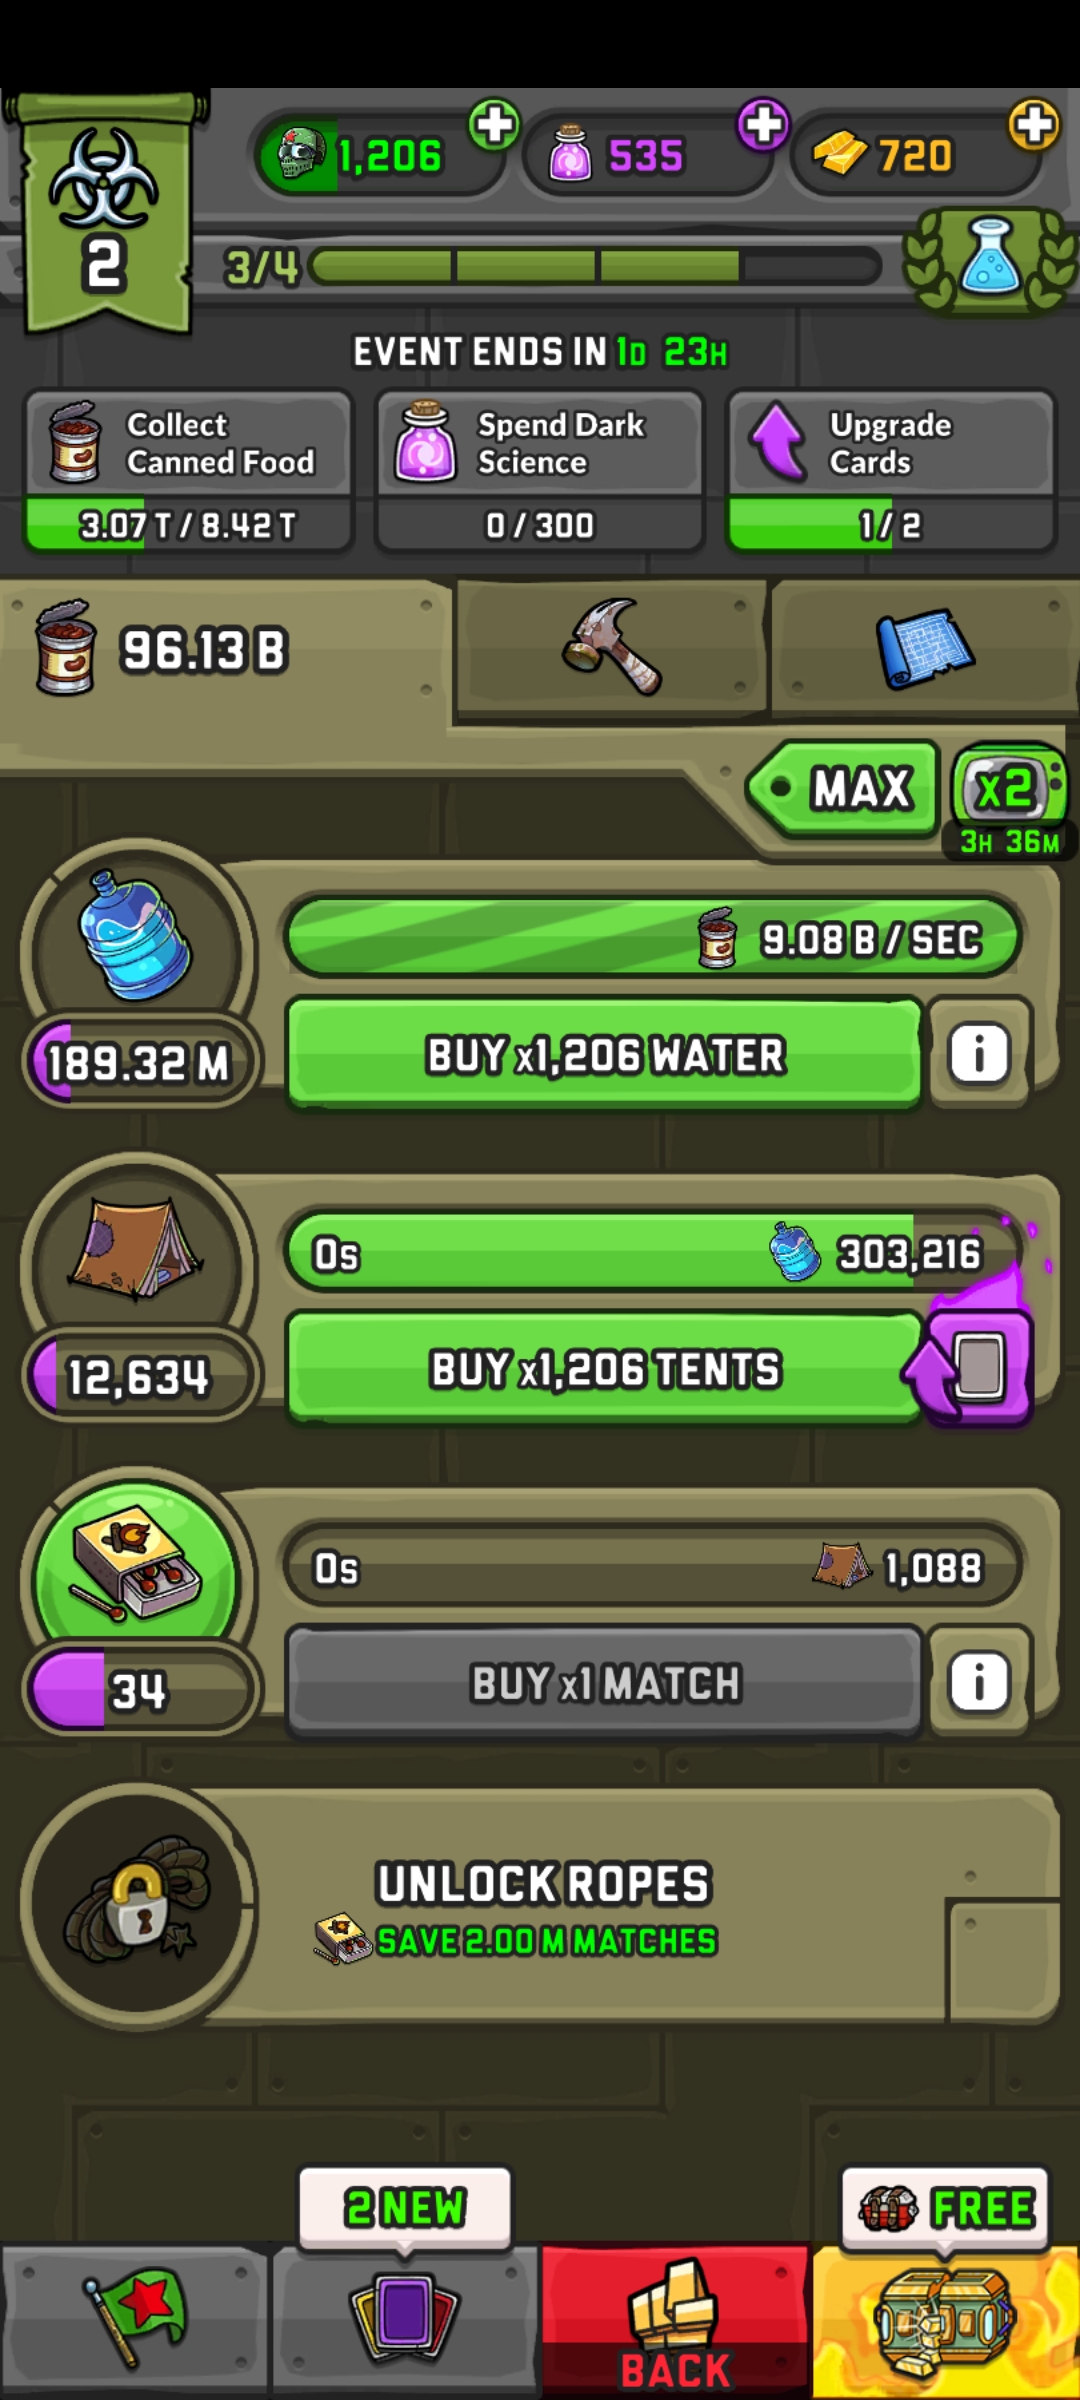 2
1,206
535
720
3/4
EVENT ENDS IN 1D 23H
Collect
Canned Food
3.07 T / 8.42 T
Spend Dark
Science
0 / 300
Upgrade
Cards
1 / 2
96.13 B
MAX
x2
3H 36M
9.08 B / SEC
189.32 M
BUY x1,206 WATER
i
0s
303,216
12,634
BUY x1,206 TENTS
0s
1,088
34
BUY x1 MATCH
i
UNLOCK ROPES
SAVE 2.00 M MATCHES
2 NEW
FREE
BACK